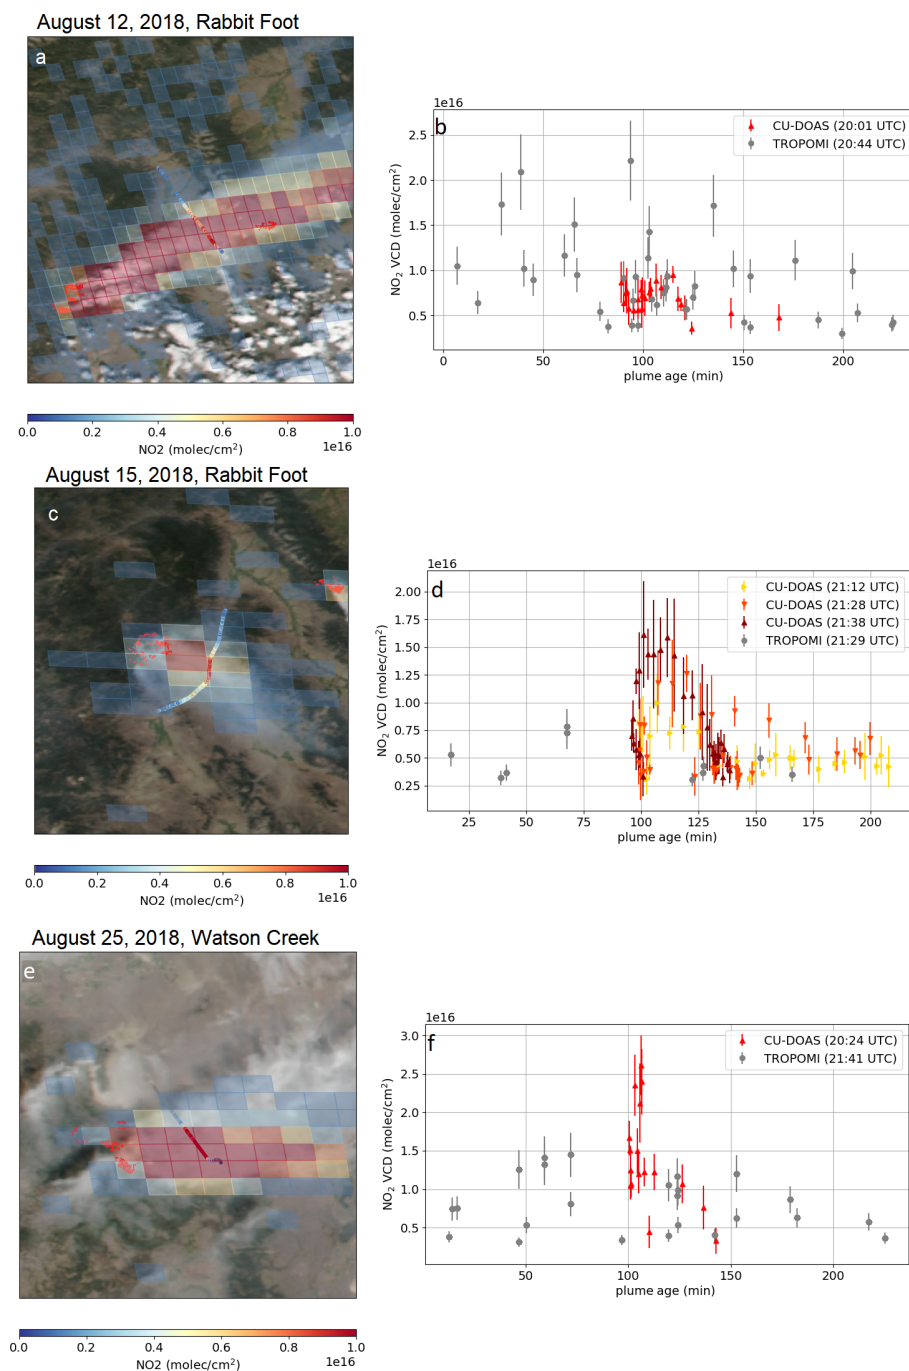 August 12, 2018, Rabbit Foot
a
0.0 0.2 0.4 0.6 0.8 1.0
NO2 (molec/cm²) 1e16
b
1e16
CU-DOAS (20:01 UTC)
TROPOMI (20:44 UTC)
2.5
2.0
1.5
1.0
0.5
NO₂ VCD (molec/cm²)
0 50 100 150 200
plume age (min)
August 15, 2018, Rabbit Foot
c
0.0 0.2 0.4 0.6 0.8 1.0
NO2 (molec/cm²) 1e16
d
1e16
CU-DOAS (21:12 UTC)
CU-DOAS (21:28 UTC)
CU-DOAS (21:38 UTC)
TROPOMI (21:29 UTC)
2.00
1.75
1.50
1.25
1.00
0.75
0.50
0.25
NO₂ VCD (molec/cm²)
25 50 75 100 125 150 175 200
plume age (min)
August 25, 2018, Watson Creek
e
0.0 0.2 0.4 0.6 0.8 1.0
NO2 (molec/cm²) 1e16
f
1e16
CU-DOAS (20:24 UTC)
TROPOMI (21:41 UTC)
3.0
2.5
2.0
1.5
1.0
0.5
NO₂ VCD (molec/cm²)
50 100 150 200
plume age (min)